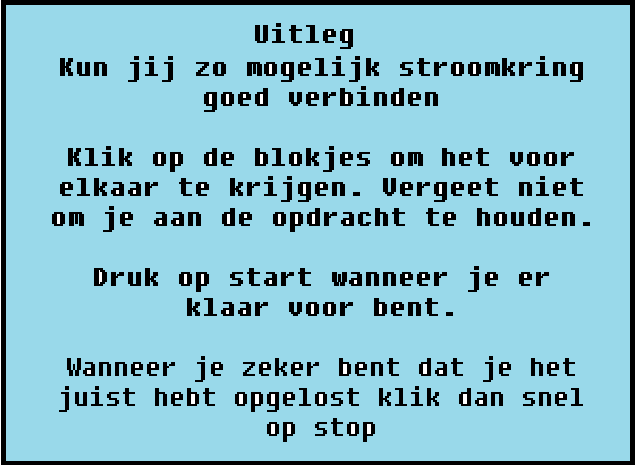 Uitleg
Kun jij zo mogelijk stroomkring
goed verbinden
Klik op de blokjes om het voor
elkaar te krijgen. Vergeet niet
om je aan de opdracht te houden.
Druk op start wanneer je er
klaar voor bent.
Wanneer je zeker bent dat je het
juist hebt opgelost klik dan snel
op stop